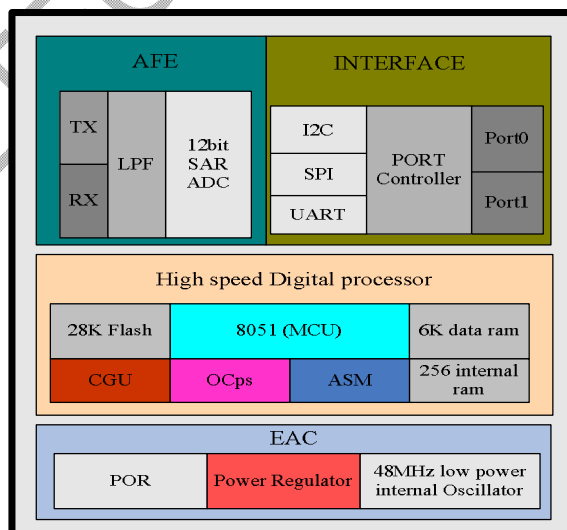 AFE
INTERFACE
TX
RX
LPF
12bit
SAR
ADC
I2C
SPI
UART
PORT
Controller
Port0
Port1
High speed Digital processor
28K Flash
8051 (MCU)
6K data ram
CGU
OCps
ASM
256 internal
ram
EAC
POR
Power Regulator
48MHz low power
internal Oscillator